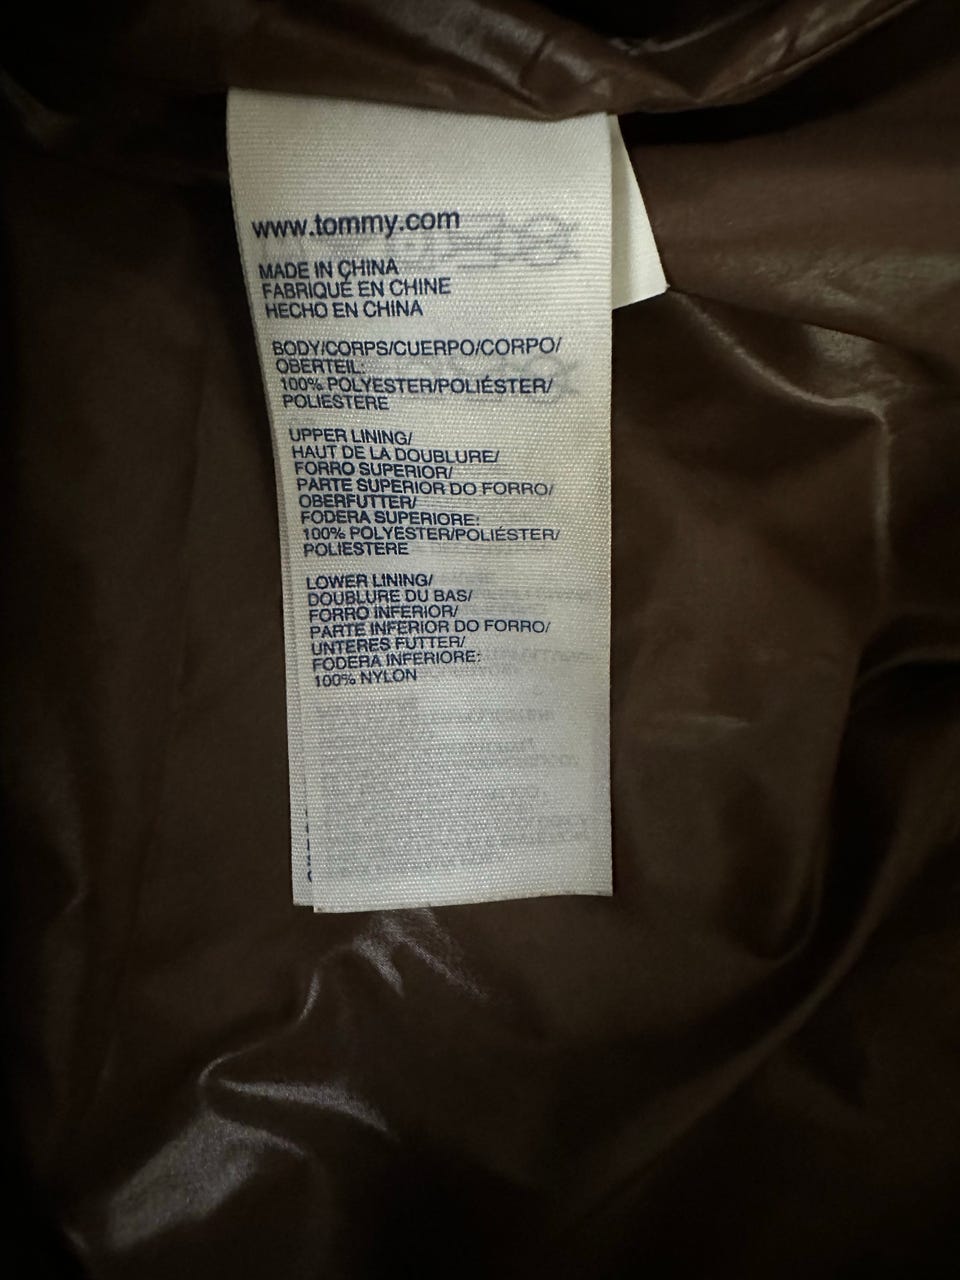 www.tommy.com
MADE IN CHINA
FABRIQUÉ EN CHINE
HECHO EN CHINA
BODY/CORPS/CUERPO/CORPO/
OBERTEIL:
100% POLYESTER/POLIÉSTER/
POLIESTERE
UPPER LINING/
HAUT DE LA DOUBLURE/
FORRO SUPERIOR/
PARTE SUPERIOR DO FORRO/
OBERFUTTER/
FODERA SUPERIORE:
100% POLYESTER/POLIÉSTER/
POLIESTERE
LOWER LINING/
DOUBLURE DU BAS/
FORRO INFERIOR/
PARTE INFERIOR DO FORRO/
UNTERES FUTTER/
FODERA INFERIORE:
100% NYLON